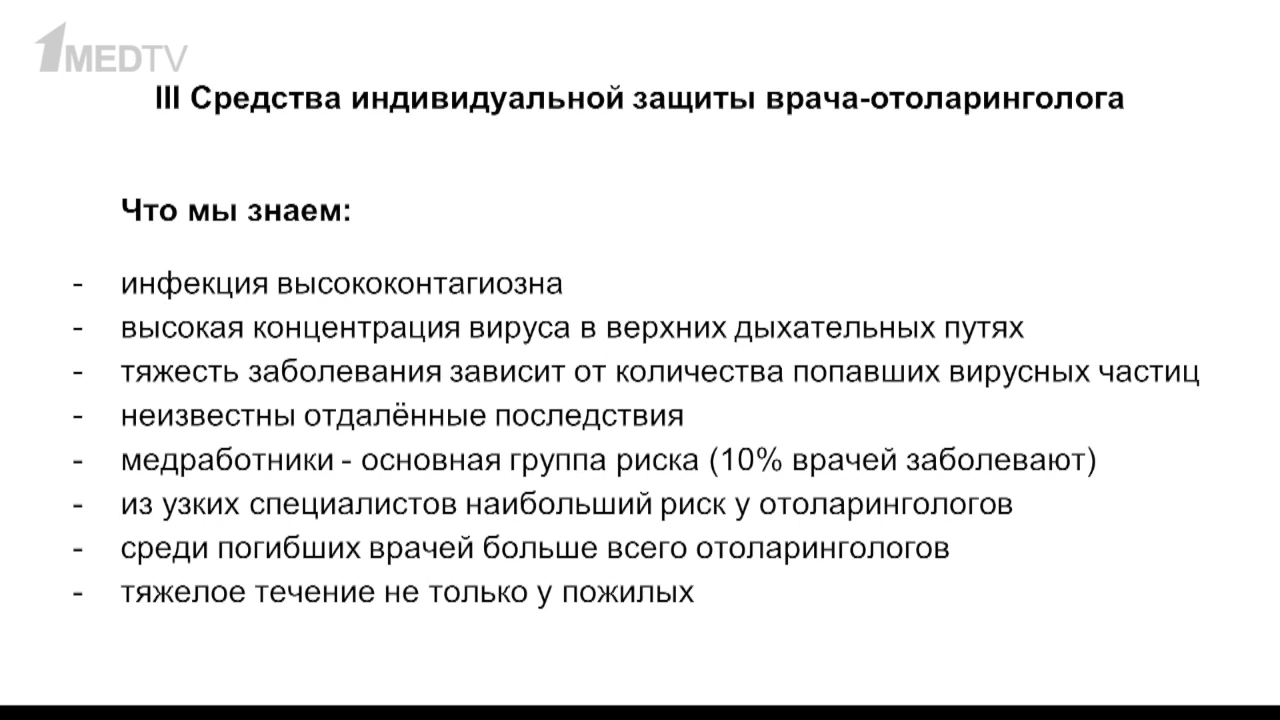 1MEDTV
III Средства индивидуальной защиты врача-отоларинголога
Что мы знаем:
- инфекция высококонтагиозна
- высокая концентрация вируса в верхних дыхательных путях
- тяжесть заболевания зависит от количества попавших вирусных частиц
- неизвестны отдалённые последствия
- медработники - основная группа риска (10% врачей заболевают)
- из узких специалистов наибольший риск у отоларингологов
- среди погибших врачей больше всего отоларингологов
- тяжелое течение не только у пожилых